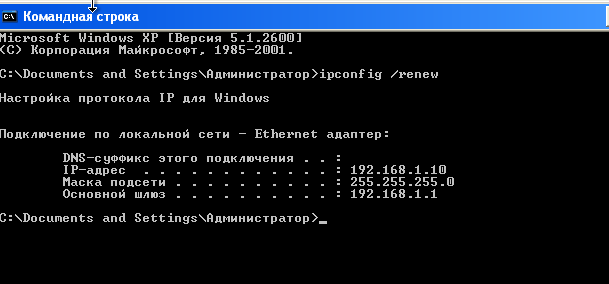 Командная строка
Microsoft Windows XP [Версия 5.1.2600]
(C) Корпорация Майкрософт, 1985-2001.
C:\Documents and Settings\Администратор>ipconfig /renew
Настройка протокола IP для Windows
Подключение по локальной сети - Ethernet адаптер:
DNS-суффикс этого подключения . . :
IP-адрес . . . . . . . . . . . . : 192.168.1.10
Маска подсети . . . . . . . . . . : 255.255.255.0
Основной шлюз . . . . . . . . . . : 192.168.1.1
C:\Documents and Settings\Администратор>_